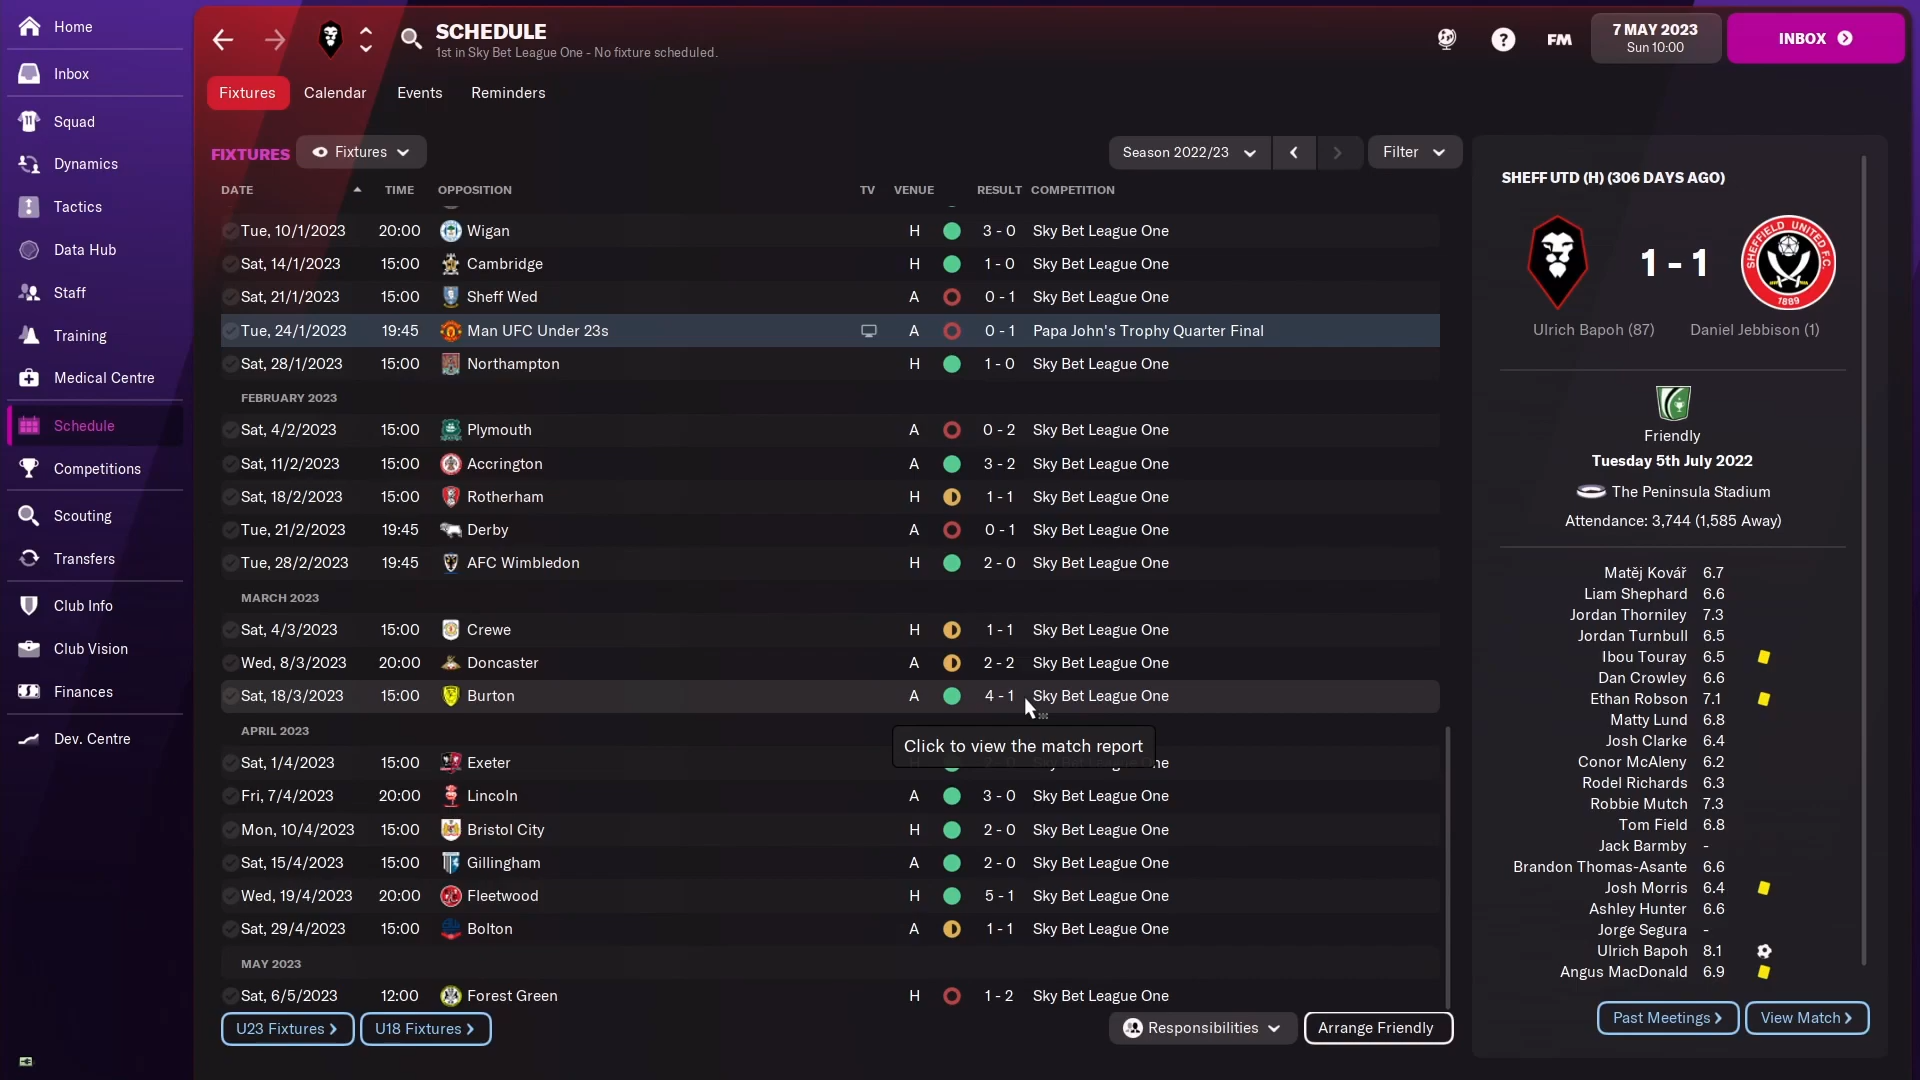 Home
Inbox
Squad
Dynamics
Tactics
Data Hub
Staff
Training
Medical Centre
Schedule
Competitions
Scouting
Transfers
Club Info
Club Vision
Finances
Dev. Centre
SCHEDULE
1st in Sky Bet League One - No fixture scheduled.
FM
7 MAY 2023
Sun 10:00
INBOX
Fixtures Calendar Events Reminders
FIXTURES Fixtures Season 2022/23 Filter
DATE TIME OPPOSITION TV VENUE RESULT COMPETITION
Tue, 10/1/2023 20:00 Wigan H 3 - 0 Sky Bet League One
Sat, 14/1/2023 15:00 Cambridge H 1 - 0 Sky Bet League One
Sat, 21/1/2023 15:00 Sheff Wed A 0 - 1 Sky Bet League One
Tue, 24/1/2023 19:45 Man UFC Under 23s A 0 - 1 Papa John's Trophy Quarter Final
Sat, 28/1/2023 15:00 Northampton H 1 - 0 Sky Bet League One
FEBRUARY 2023
Sat, 4/2/2023 15:00 Plymouth A 0 - 2 Sky Bet League One
Sat, 11/2/2023 15:00 Accrington A 3 - 2 Sky Bet League One
Sat, 18/2/2023 15:00 Rotherham H 1 - 1 Sky Bet League One
Tue, 21/2/2023 19:45 Derby A 0 - 1 Sky Bet League One
Tue, 28/2/2023 19:45 AFC Wimbledon H 2 - 0 Sky Bet League One
MARCH 2023
Sat, 4/3/2023 15:00 Crewe H 1 - 1 Sky Bet League One
Wed, 8/3/2023 20:00 Doncaster A 2 - 2 Sky Bet League One
Sat, 18/3/2023 15:00 Burton A 4 - 1 Sky Bet League One
APRIL 2023
Click to view the match report
Sat, 1/4/2023 15:00 Exeter
Fri, 7/4/2023 20:00 Lincoln A 3 - 0 Sky Bet League One
Mon, 10/4/2023 15:00 Bristol City H 2 - 0 Sky Bet League One
Sat, 15/4/2023 15:00 Gillingham A 2 - 0 Sky Bet League One
Wed, 19/4/2023 20:00 Fleetwood H 5 - 1 Sky Bet League One
Sat, 29/4/2023 15:00 Bolton A 1 - 1 Sky Bet League One
MAY 2023
Sat, 6/5/2023 12:00 Forest Green H 1 - 2 Sky Bet League One
U23 Fixtures U18 Fixtures Responsibilities Arrange Friendly
SHEFF UTD (H) (306 DAYS AGO)
1 - 1
SHEFFIELD UNITED F.C.
1889
Ulrich Bapoh (87) Daniel Jebbison (1)
Friendly
Tuesday 5th July 2022
The Peninsula Stadium
Attendance: 3,744 (1,585 Away)
Matěj Kovář 6.7
Liam Shephard 6.6
Jordan Thorniley 7.3
Jordan Turnbull 6.5
Ibou Touray 6.5
Dan Crowley 6.6
Ethan Robson 7.1
Matty Lund 6.8
Josh Clarke 6.4
Conor McAleny 6.2
Rodel Richards 6.3
Robbie Mutch 7.3
Tom Field 6.8
Jack Barmby -
Brandon Thomas-Asante 6.6
Josh Morris 6.4
Ashley Hunter 6.6
Jorge Segura -
Ulrich Bapoh 8.1
Angus MacDonald 6.9
Past Meetings View Match